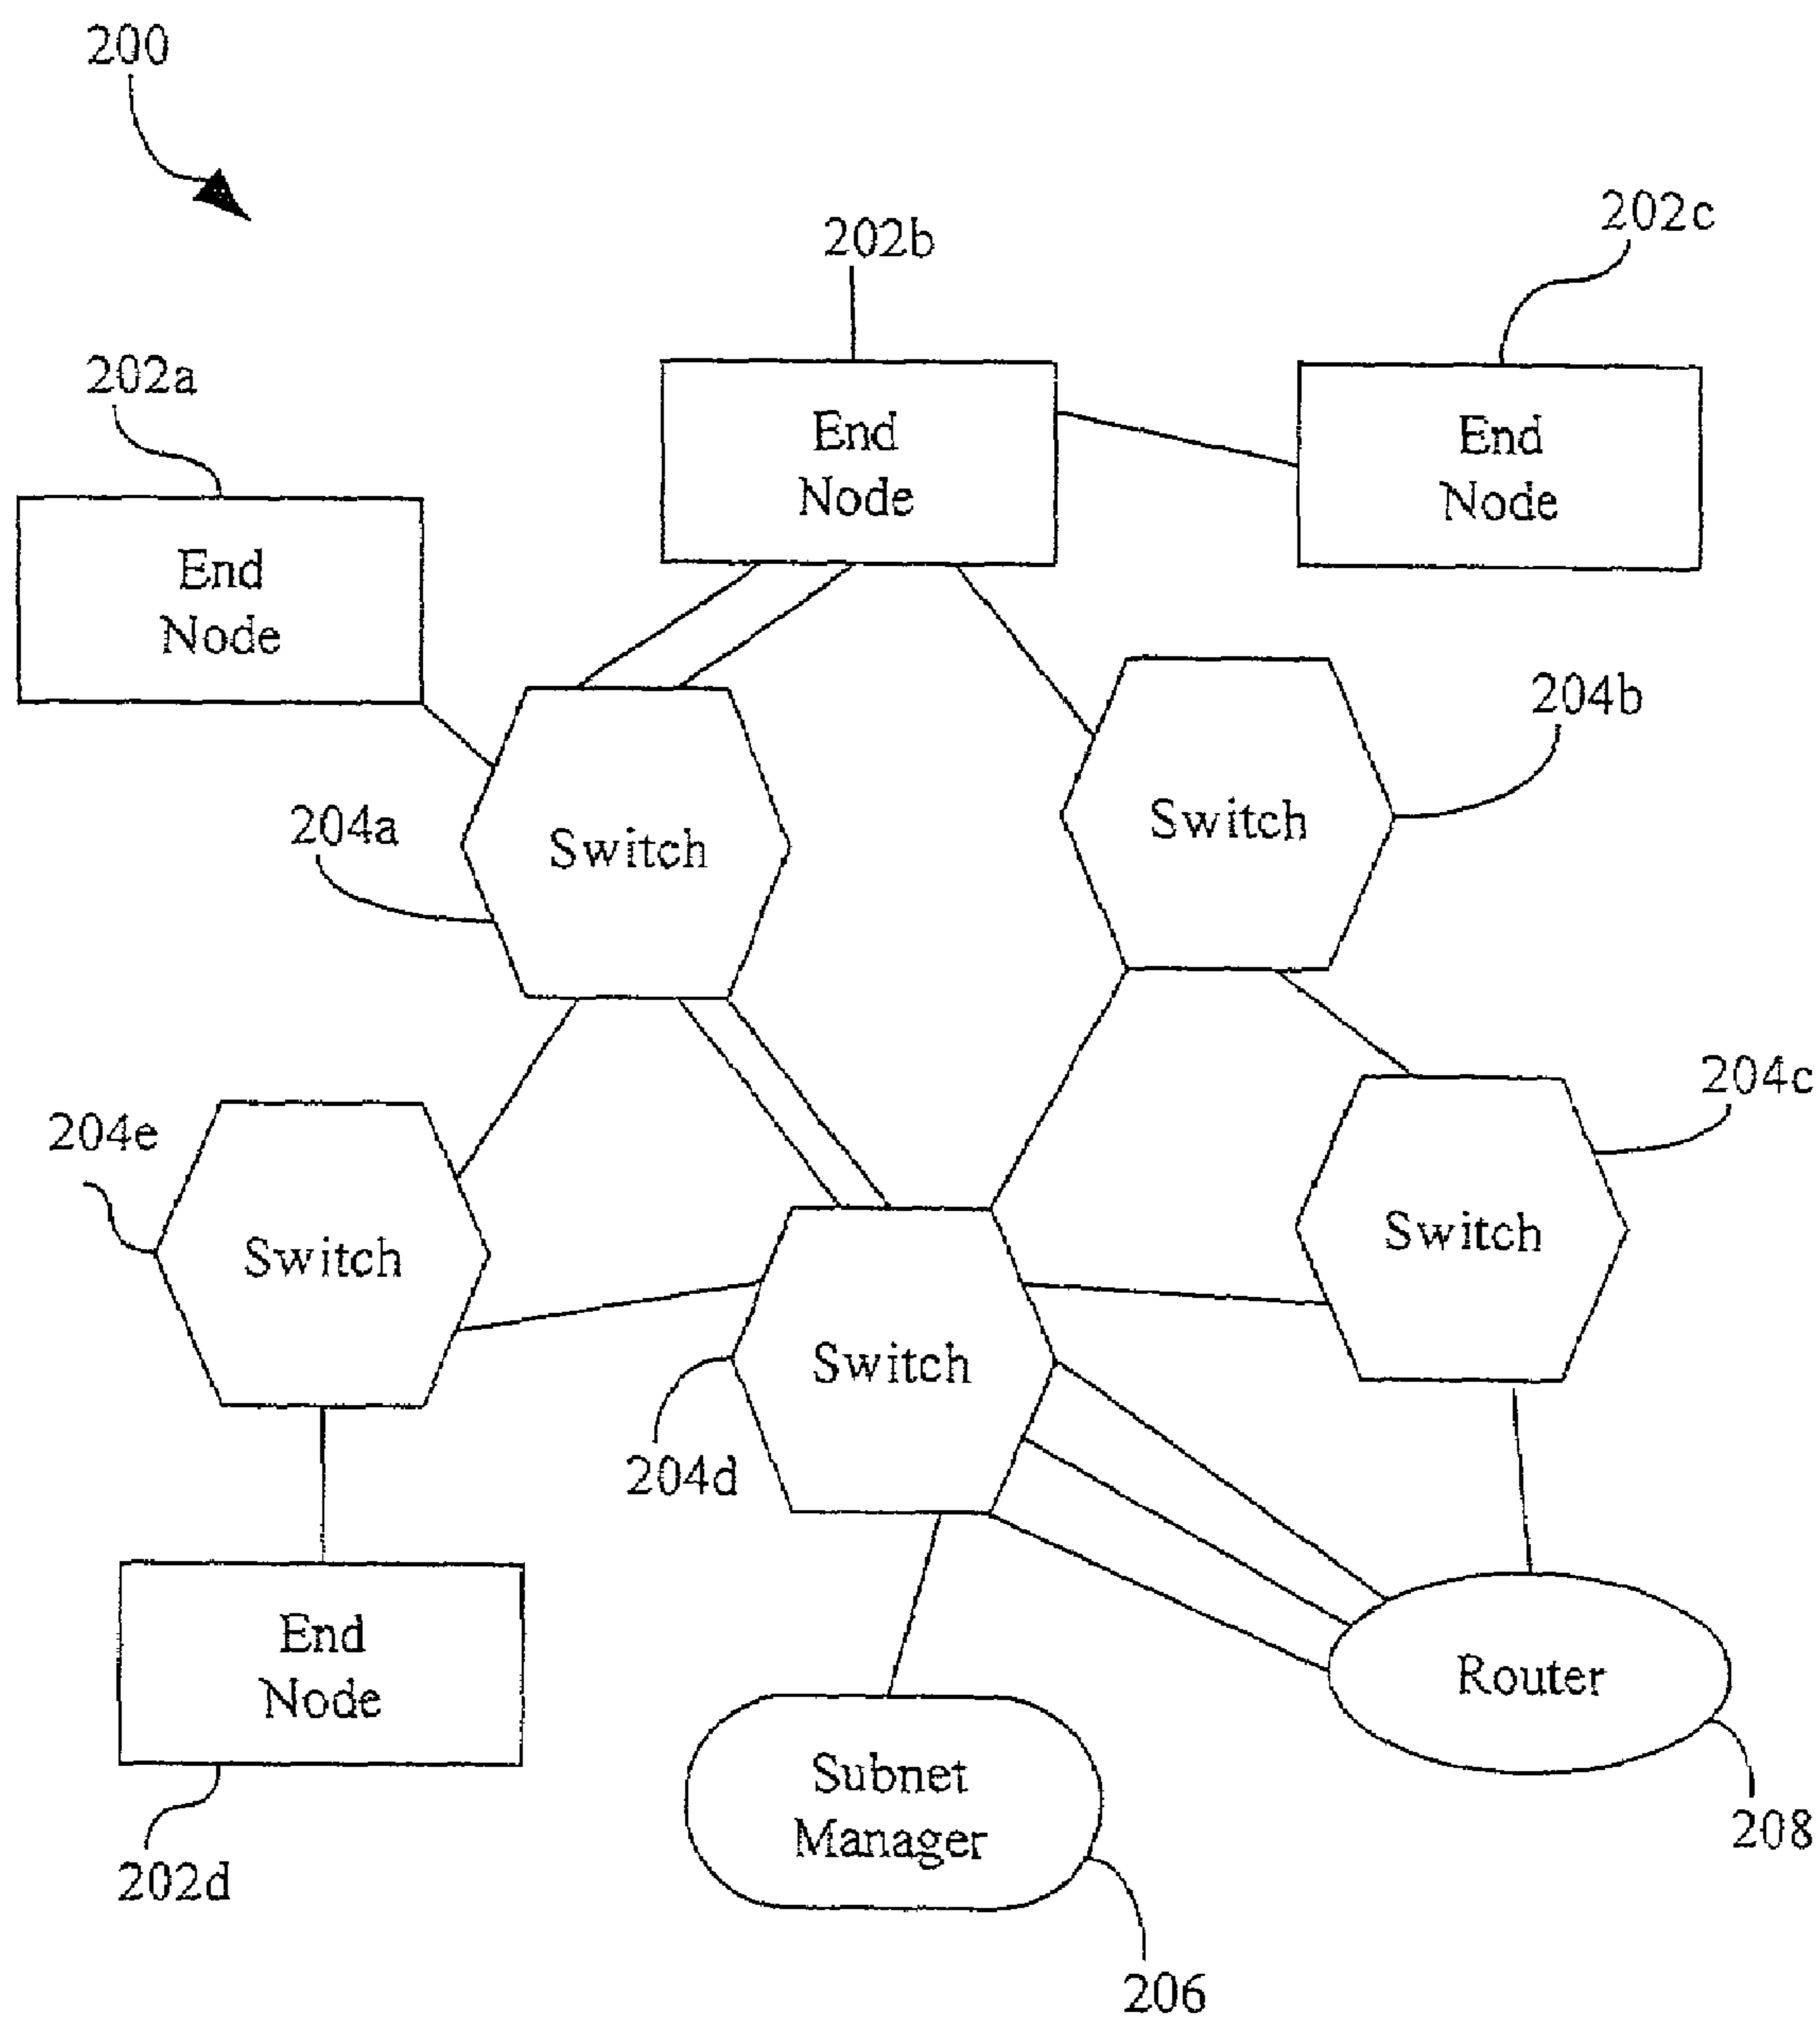 200
202b
202c
202a
End
Node
End
Node
End
Node
204b
204a
Switch
Switch
204c
204e
Switch
Switch
Switch
204d
End
Node
Router
Subnet
Manager
208
202d
206